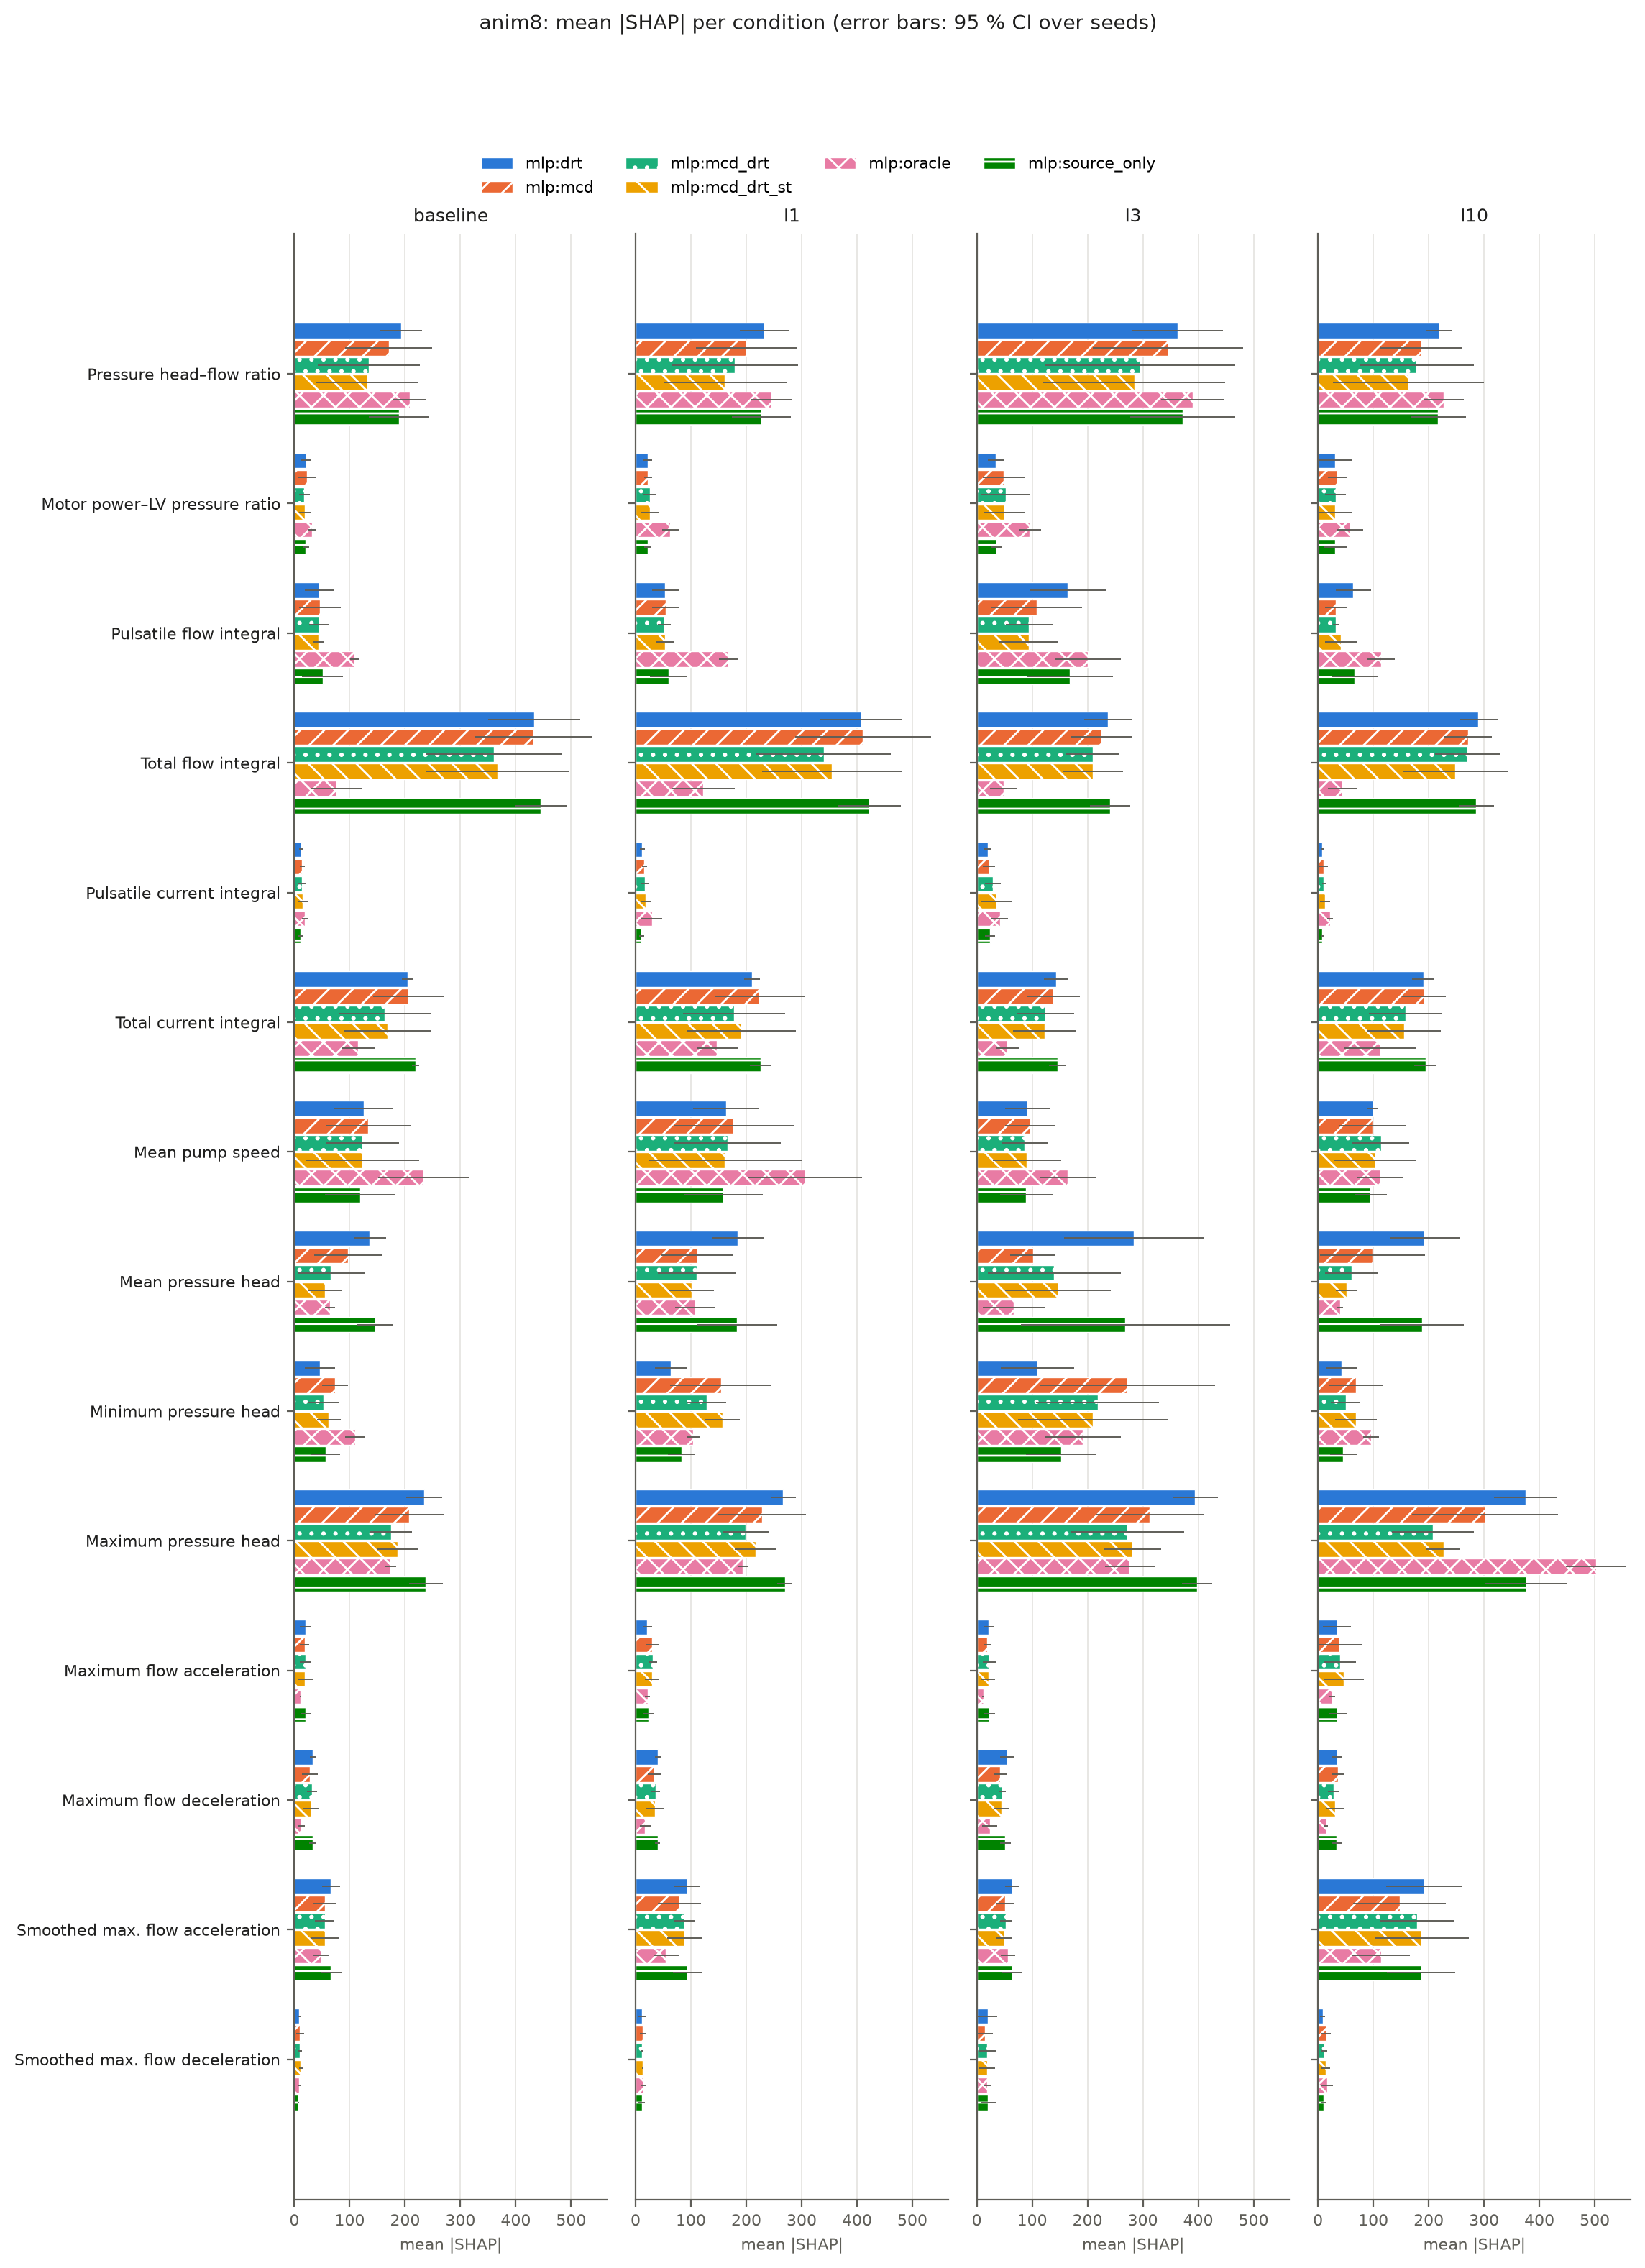 anim8: mean |SHAP| per condition (error bars: 95 % CI over seeds)
mlp:drt
mlp:mcd_drt
mlp:oracle
mlp:source_only
mlp:mcd
mlp:mcd_drt_st
baseline
I1
I3
I10
Pressure head–flow ratio
Motor power–LV pressure ratio
Pulsatile flow integral
Total flow integral
Pulsatile current integral
Total current integral
Mean pump speed
Mean pressure head
Minimum pressure head
Maximum pressure head
Maximum flow acceleration
Maximum flow deceleration
Smoothed max. flow acceleration
Smoothed max. flow deceleration
0 100 200 300 400 500
0 100 200 300 400 500
0 100 200 300 400 500
0 100 200 300 400 500
mean |SHAP|
mean |SHAP|
mean |SHAP|
mean |SHAP|